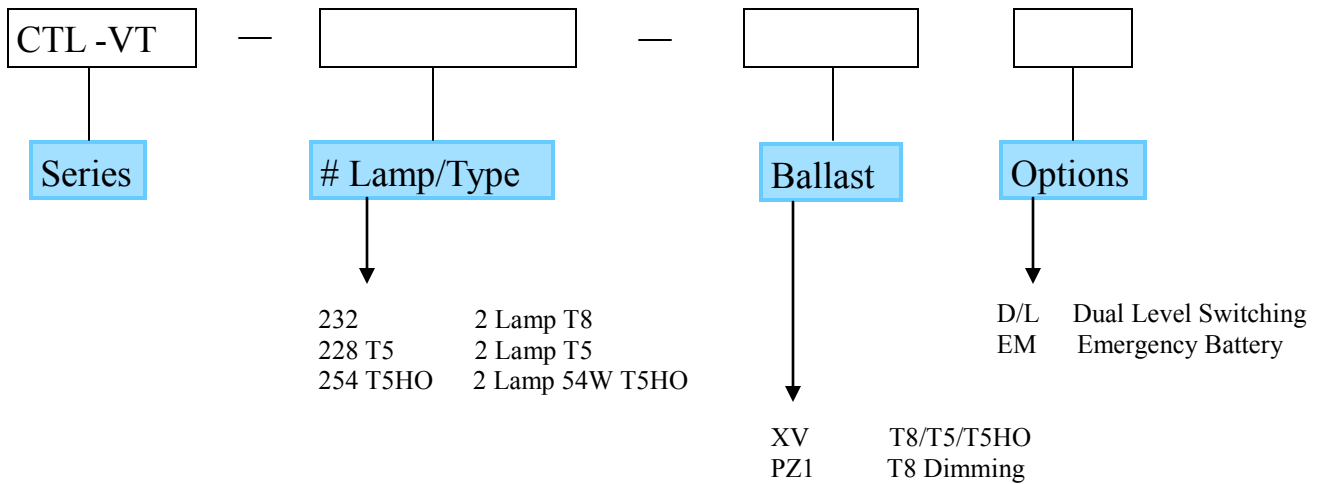 CTL -VT — —
Series # Lamp/Type Ballast Options
232 2 Lamp T8
228 T5 2 Lamp T5
254 T5HO 2 Lamp 54W T5HO
D/L Dual Level Switching
EM Emergency Battery
XV T8/T5/T5HO
PZ1 T8 Dimming